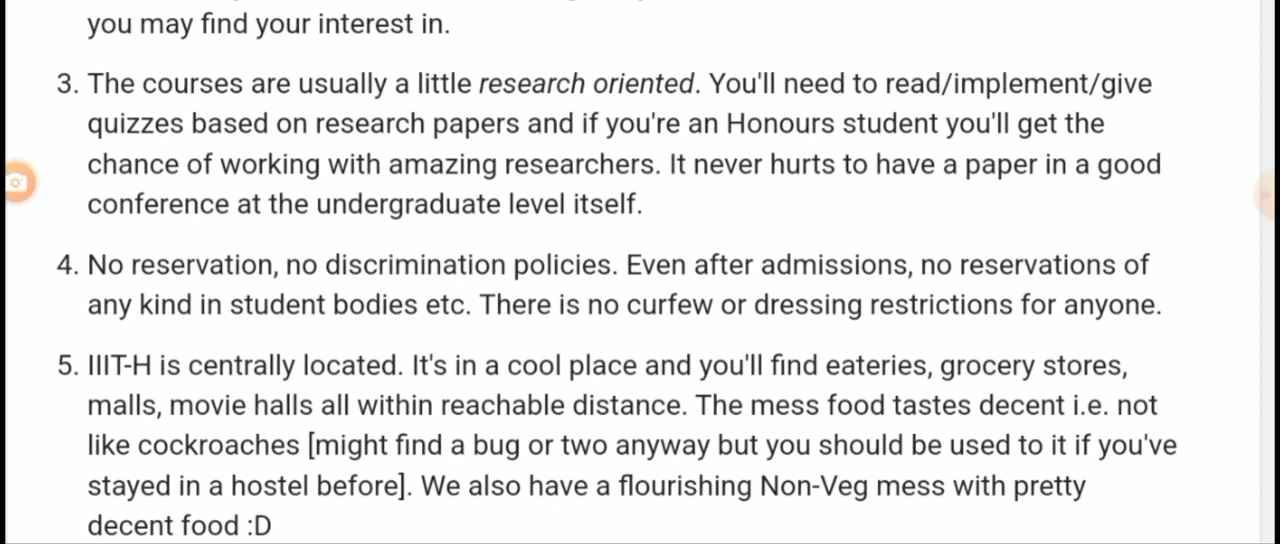 you may find your interest in.
3. The courses are usually a little research oriented. You'll need to read/implement/give
quizzes based on research papers and if you're an Honours student you'll get the
chance of working with amazing researchers. It never hurts to have a paper in a good
conference at the undergraduate level itself.
4. No reservation, no discrimination policies. Even after admissions, no reservations of
any kind in student bodies etc. There is no curfew or dressing restrictions for anyone.
5. IIIT-H is centrally located. It's in a cool place and you'll find eateries, grocery stores,
malls, movie halls all within reachable distance. The mess food tastes decent i.e. not
like cockroaches [might find a bug or two anyway but you should be used to it if you've
stayed in a hostel before]. We also have a flourishing Non-Veg mess with pretty
decent food :D